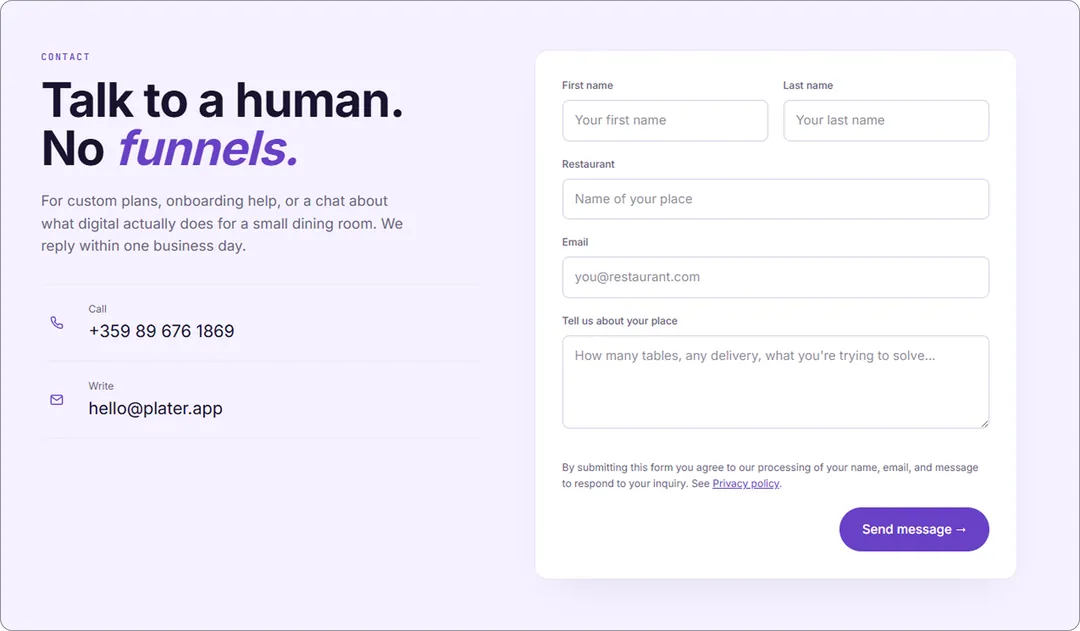 CONTACT
Talk to a human.
No funnels.
For custom plans, onboarding help, or a chat about
what digital actually does for a small dining room. We
reply within one business day.
Call
+359 89 676 1869
Write
hello@plater.app
First name
Last name
Your first name
Your last name
Restaurant
Name of your place
Email
you@restaurant.com
Tell us about your place
How many tables, any delivery, what you're trying to solve...
By submitting this form you agree to our processing of your name, email, and message
to respond to your inquiry. See Privacy policy.
Send message →